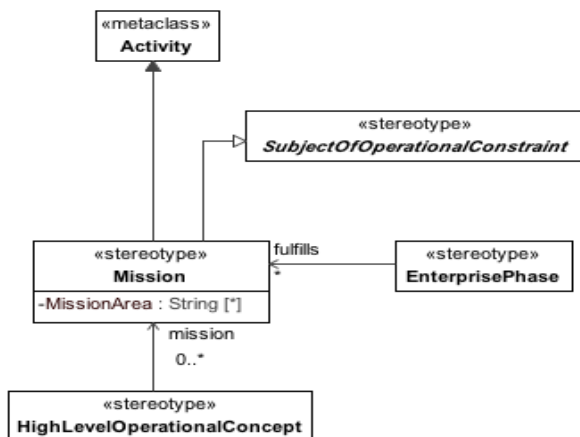 «metaclass»
Activity
«stereotype»
SubjectOfOperationalConstraint
«stereotype»
Mission
-MissionArea : String [*]
fulfills
*
«stereotype»
EnterprisePhase
mission
0..*
«stereotype»
HighLevelOperationalConcept